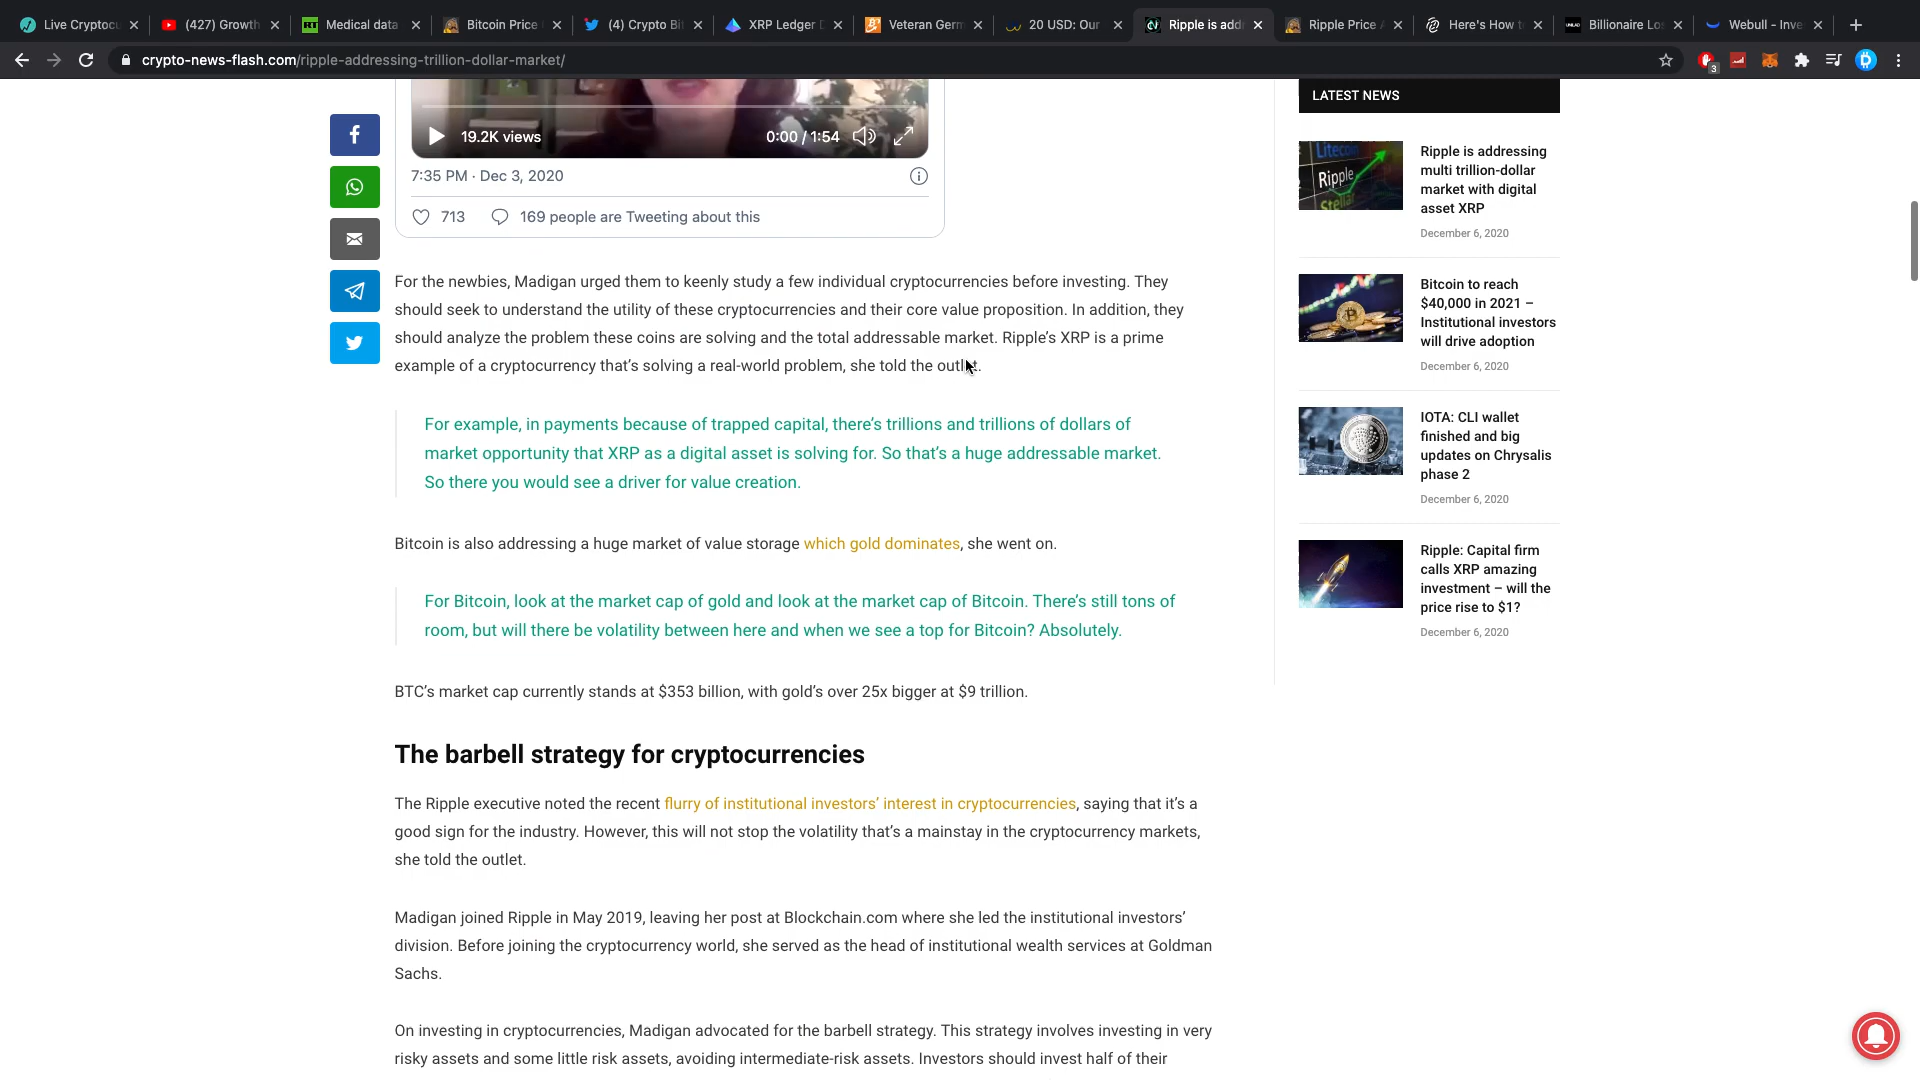 Live Cryptocu
(427) Growth
Medical data
Bitcoin Price
(4) Crypto Bit
XRP Ledger D
Veteran Germ
20 USD: Our
Ripple is add
Ripple Price A
Here's How t
Billionaire Lo
Webull - Inve
crypto-news-flash.com/ripple-addressing-trillion-dollar-market/
3
19.2K views
0:00 / 1:54
7:35 PM · Dec 3, 2020
713
169 people are Tweeting about this
For the newbies, Madigan urged them to keenly study a few individual cryptocurrencies before investing. They
should seek to understand the utility of these cryptocurrencies and their core value proposition. In addition, they
should analyze the problem these coins are solving and the total addressable market. Ripple's XRP is a prime
example of a cryptocurrency that's solving a real-world problem, she told the outlet.
For example, in payments because of trapped capital, there's trillions and trillions of dollars of
market opportunity that XRP as a digital asset is solving for. So that's a huge addressable market.
So there you would see a driver for value creation.
Bitcoin is also addressing a huge market of value storage which gold dominates, she went on.
For Bitcoin, look at the market cap of gold and look at the market cap of Bitcoin. There's still tons of
room, but will there be volatility between here and when we see a top for Bitcoin? Absolutely.
BTC's market cap currently stands at $353 billion, with gold's over 25x bigger at $9 trillion.
The barbell strategy for cryptocurrencies
The Ripple executive noted the recent flurry of institutional investors' interest in cryptocurrencies, saying that it's a
good sign for the industry. However, this will not stop the volatility that's a mainstay in the cryptocurrency markets,
she told the outlet.
Madigan joined Ripple in May 2019, leaving her post at Blockchain.com where she led the institutional investors'
division. Before joining the cryptocurrency world, she served as the head of institutional wealth services at Goldman
Sachs.
On investing in cryptocurrencies, Madigan advocated for the barbell strategy. This strategy involves investing in very
risky assets and some little risk assets, avoiding intermediate-risk assets. Investors should invest half of their
LATEST NEWS
Litecoin
Ripple
Stellar
Ripple is addressing
multi trillion-dollar
market with digital
asset XRP
December 6, 2020
Bitcoin to reach
$40,000 in 2021 –
Institutional investors
will drive adoption
December 6, 2020
IOTA: CLI wallet
finished and big
updates on Chrysalis
phase 2
December 6, 2020
Ripple: Capital firm
calls XRP amazing
investment – will the
price rise to $1?
December 6, 2020